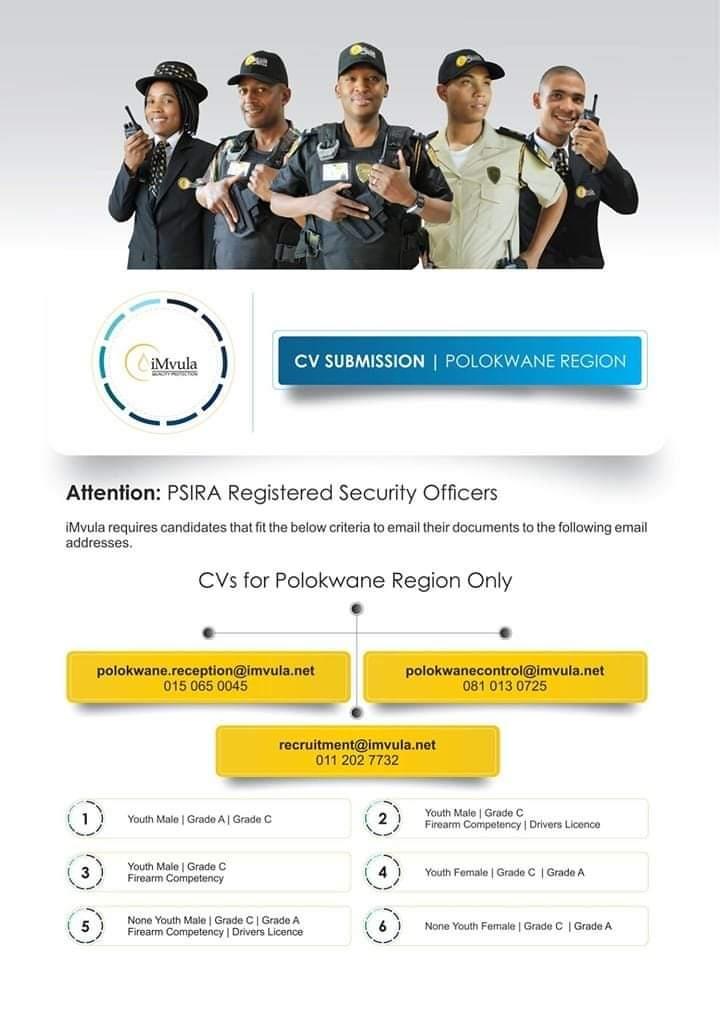 iMvula
QUALITY PROTECTION
CV SUBMISSION | POLOKWANE REGION
Attention: PSIRA Registered Security Officers
iMvula requires candidates that fit the below criteria to email their documents to the following email
addresses.
CVs for Polokwane Region Only
polokwane.reception@imvula.net
015 065 0045
polokwanecontrol@imvula.net
081 013 0725
recruitment@imvula.net
011 202 7732
1
Youth Male | Grade A | Grade C
2
Youth Male | Grade C
Firearm Competency | Drivers Licence
3
Youth Male | Grade C
Firearm Competency
4
Youth Female | Grade C | Grade A
5
None Youth Male | Grade C | Grade A
Firearm Competency | Drivers Licence
6
None Youth Female | Grade C | Grade A